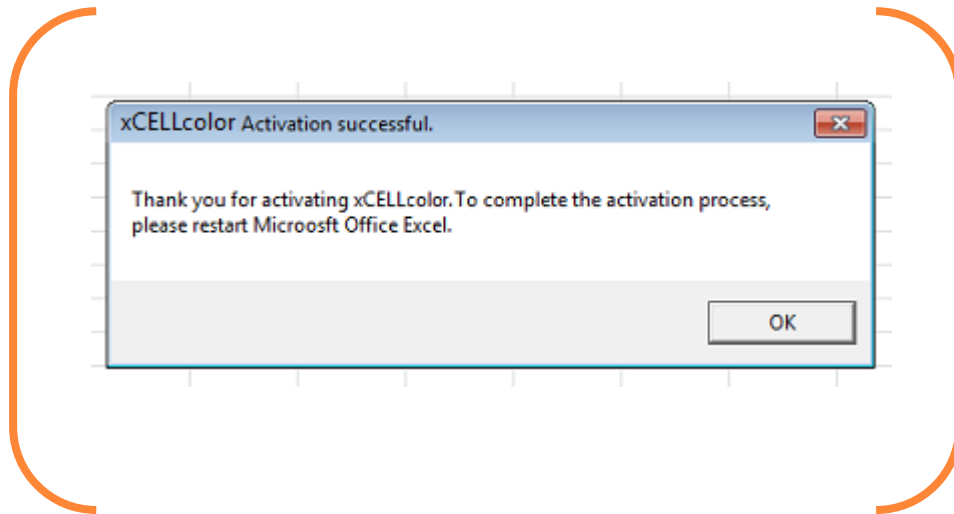 xCELLcolor Activation successful.
Thank you for activating xCELLcolor.To complete the activation process,
please restart Microosft Office Excel.
OK